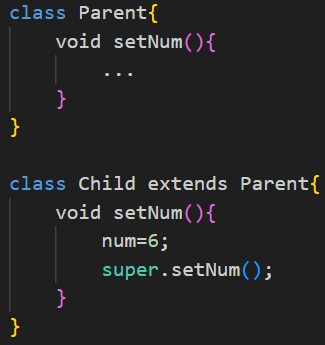 class Parent{
void setNum(){
...
}
}
class Child extends Parent{
void setNum(){
num=6;
super.setNum();
}
}